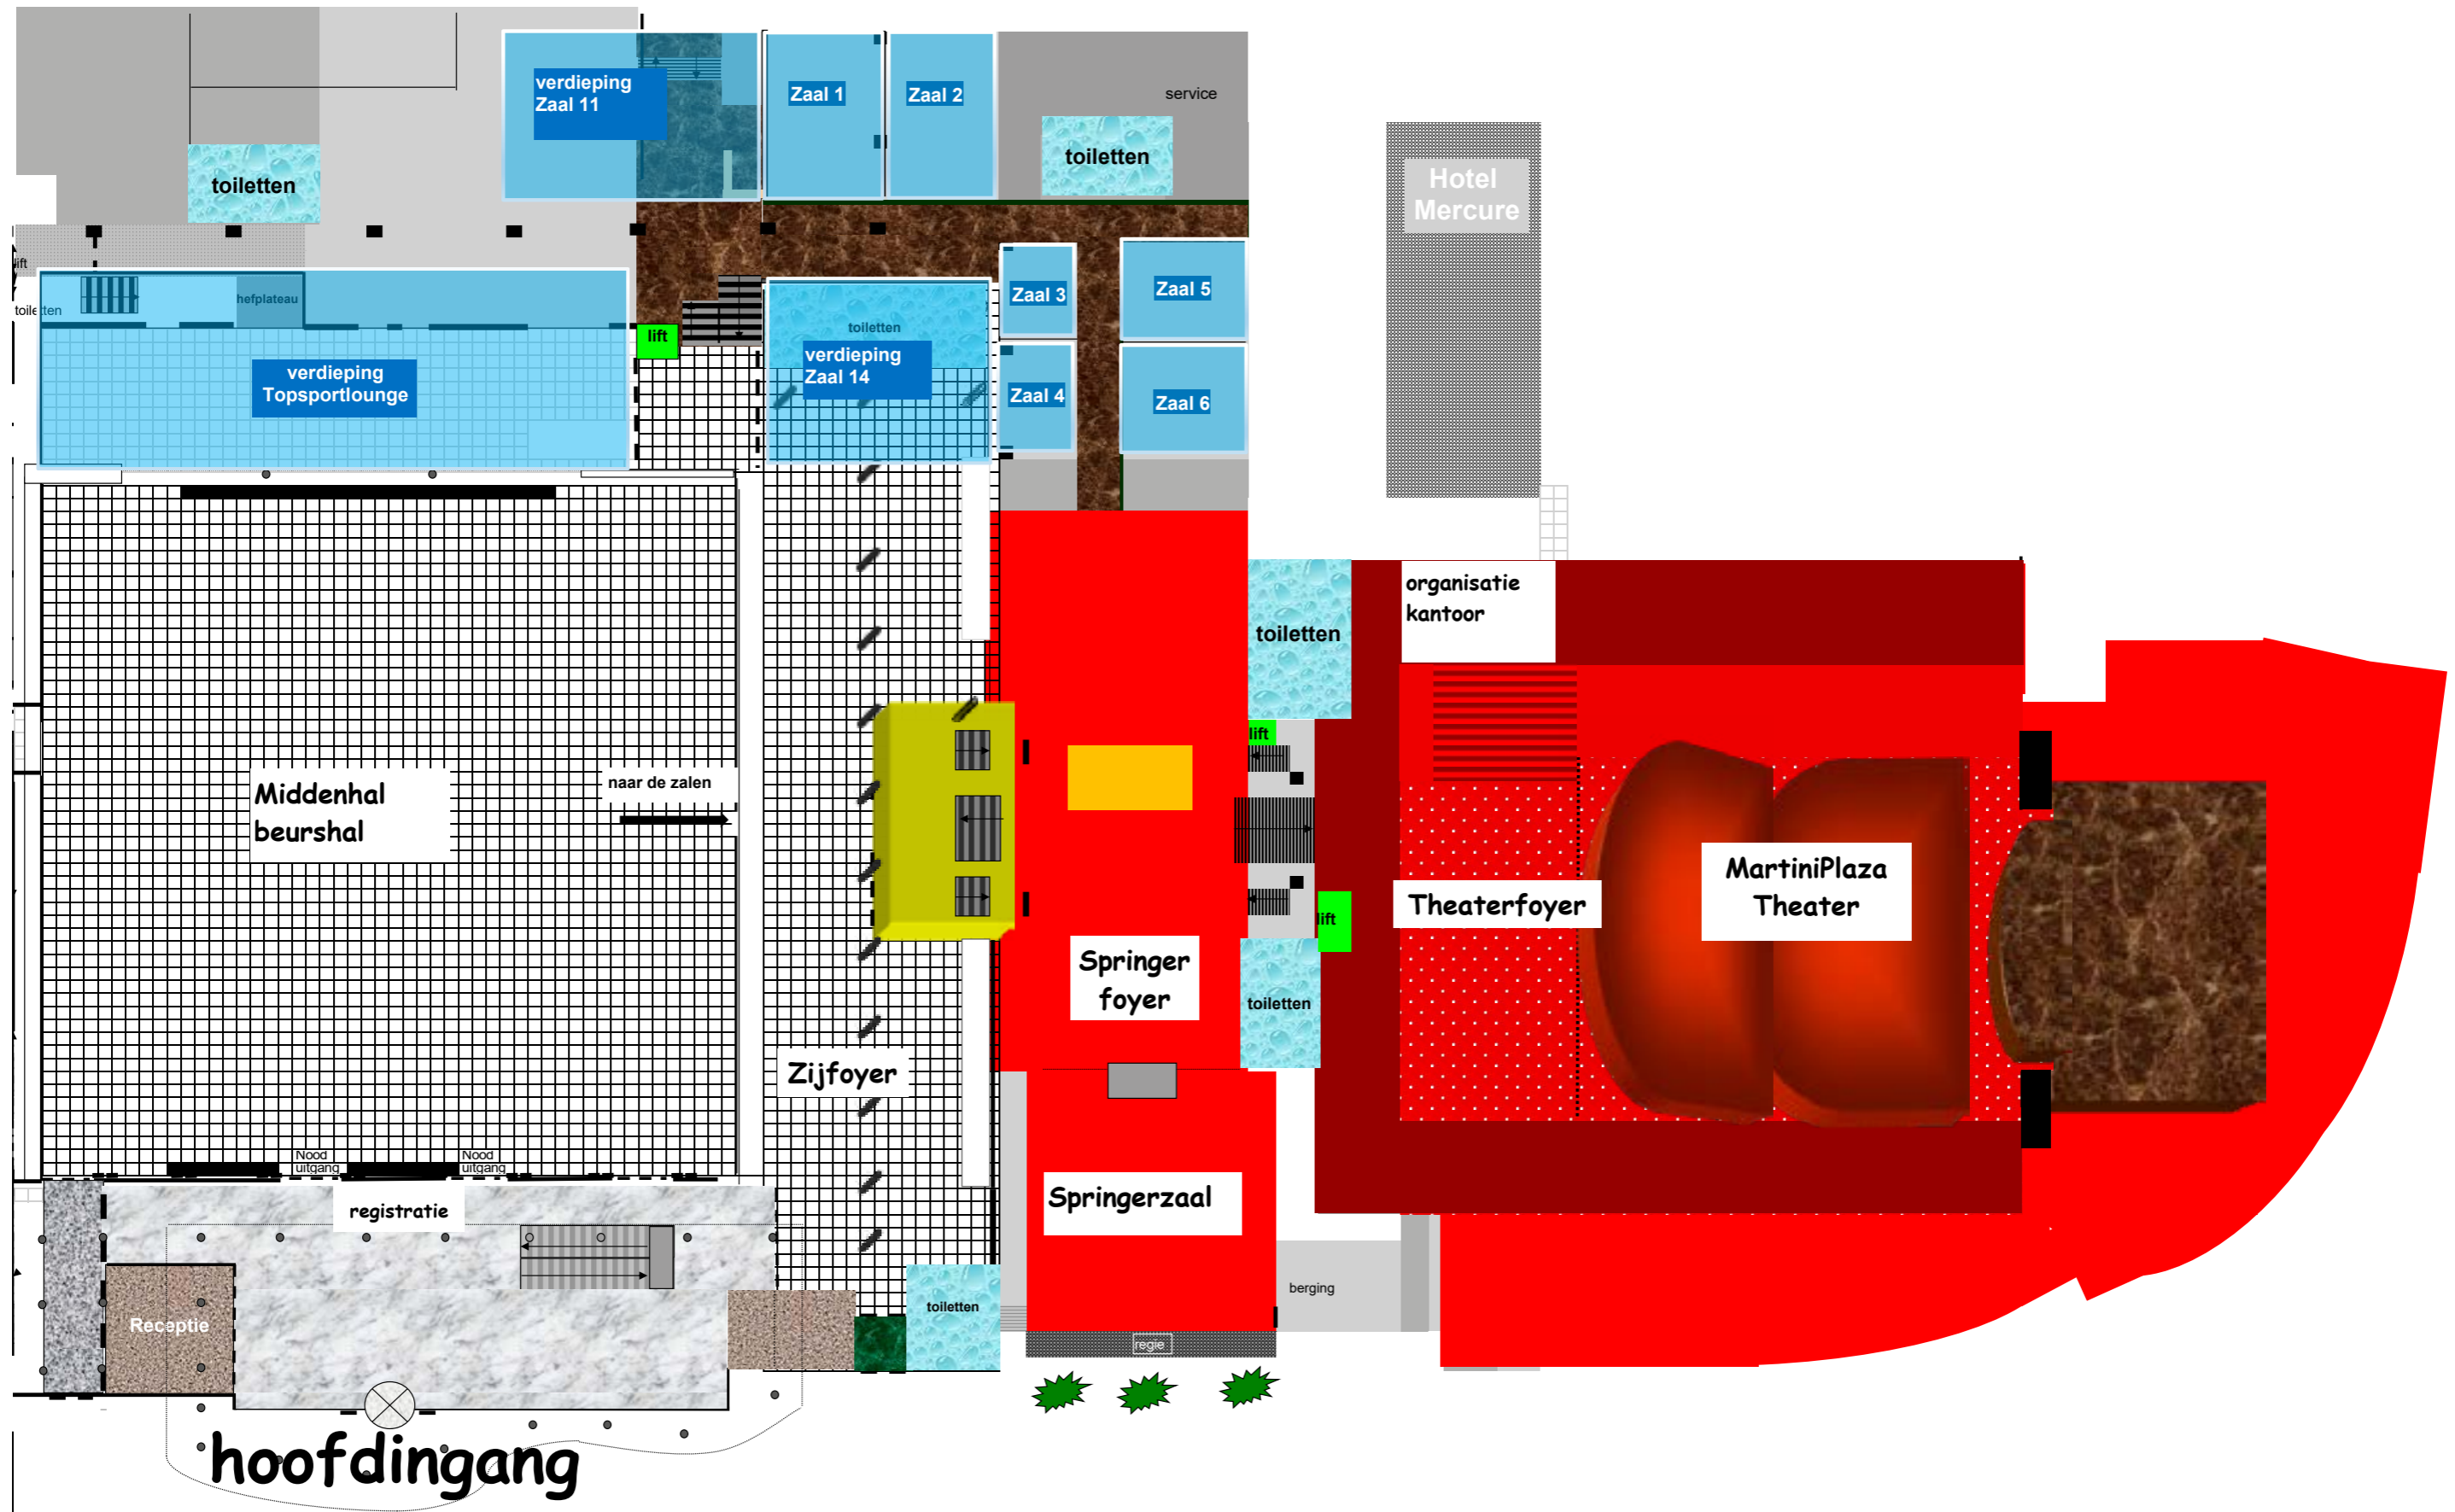 verdieping
Zaal 11
Zaal 1
Zaal 2
service
toiletten
toiletten
Hotel
Mercure
lift
toiletten
hefplateau
verdieping
Topsportlounge
lift
toiletten
verdieping
Zaal 14
Zaal 3
Zaal 4
Zaal 5
Zaal 6
organisatie
kantoor
toiletten
lift
Middenhal
beurshal
naar de zalen
MartiniPlaza
Theater
Theaterfoyer
lift
Springer
foyer
toiletten
Zijfoyer
Nood
uitgang
Nood
uitgang
registratie
Springerzaal
berging
Receptie
toiletten
regie
hoofdingang